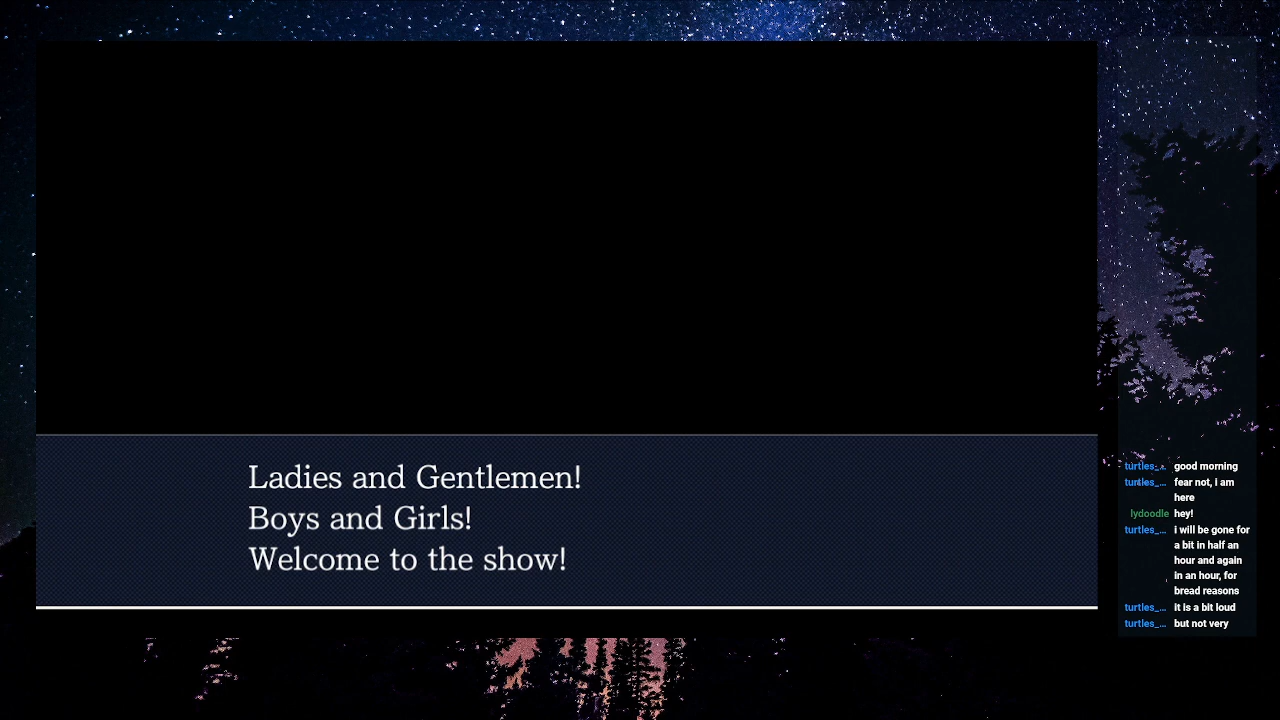 Ladies and Gentlemen!
Boys and Girls!
Welcome to the show!
turtles_... good morning
turtles_... fear not, i am
here
lydoodle hey!
turtles_... i will be gone for
a bit in half an
hour and again
in an hour, for
bread reasons
turtles_... it is a bit loud
turtles_... but not very